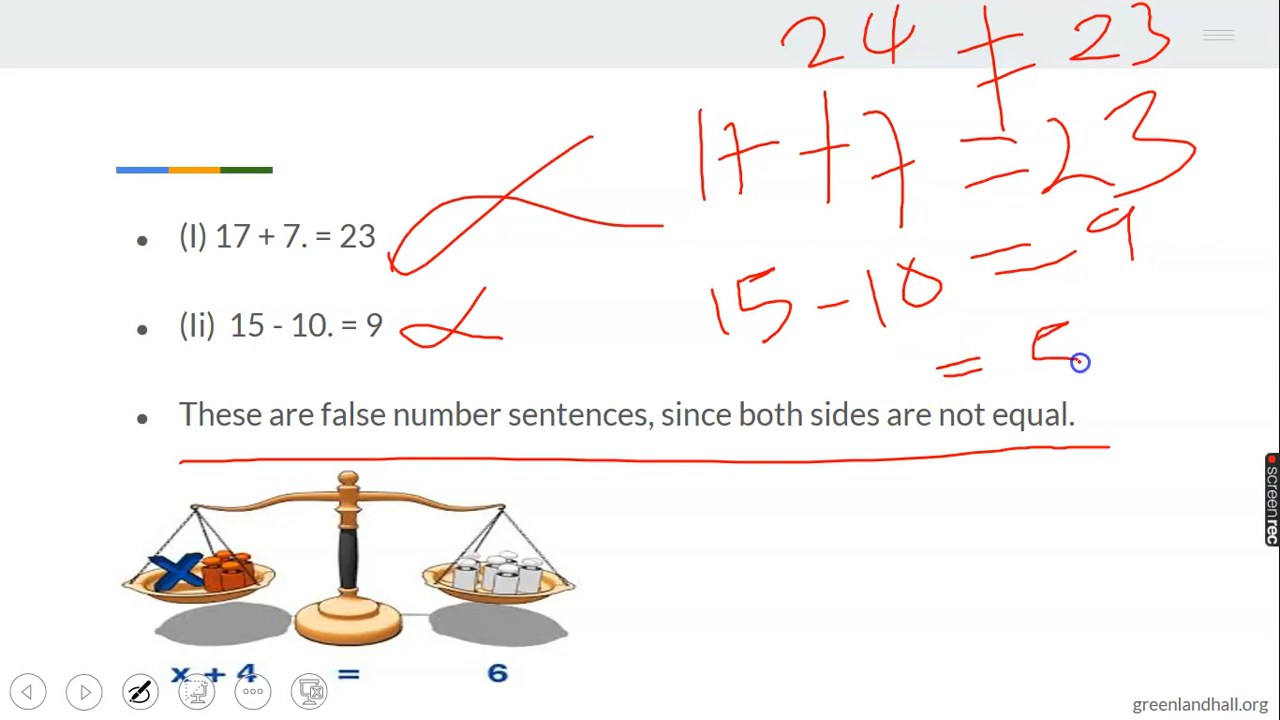 24 ≠ 23
17 + 7 = 23
(I) 17 + 7. = 23
= 9
15 - 10
(Ii) 15 - 10. = 9
= 5
These are false number sentences, since both sides are not equal.
x + 4 = 6
greenlandhall.org
screenrec